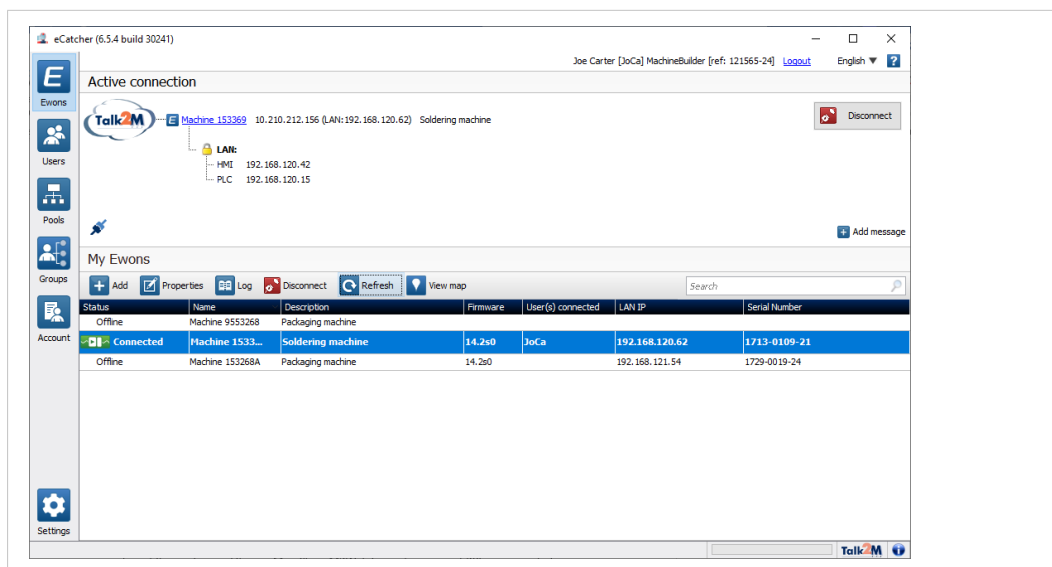 eCatcher (6.5.4 build 30241)
Joe Carter [JoCa] MachineBuilder [ref: 121565-24] Logout English ▼ ?
E
Ewons
Users
Pools
Groups
Account
Settings
Active connection
Talk2M E Machine 153369 10.210.212.156 (LAN:192.168.120.62) Soldering machine
Disconnect
LAN:
HMI 192.168.120.42
PLC 192.168.120.15
Add message
My Ewons
Add Properties Log Disconnect Refresh View map Search
Status Name Description Firmware User(s) connected LAN IP Serial Number
Offline Machine 9553268 Packaging machine
Connected Machine 1533... Soldering machine 14.2s0 JoCa 192.168.120.62 1713-0109-21
Offline Machine 153268A Packaging machine 14.2s0 192.168.121.54 1729-0019-24
Talk2M